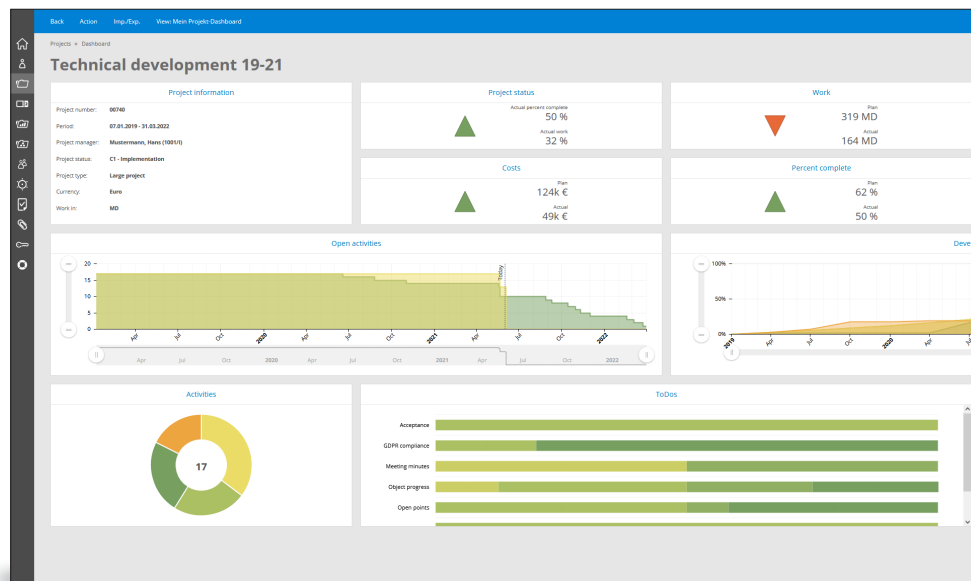 Back Action Imp./Exp. View: Mein Projekt-Dashboard
Projects » Dashboard
Technical development 19-21
Project information
Project number: 00740
Period: 07.01.2019 - 31.03.2022
Project manager: Mustermann, Hans (1001/I)
Project status: C1 - Implementation
Project type: Large project
Currency: Euro
Work in: MD
Project status
Actual percent complete
50 %
Actual work
32 %
Work
Plan
319 MD
Actual
164 MD
Costs
Plan
124k €
Actual
49k €
Percent complete
Plan
62 %
Actual
50 %
Open activities
20
15
10
5
0
Today
Apr Jul Oct 2020 Apr Jul Oct 2021 Apr Jul Oct 2022
Apr Jul Oct 2020 Apr Jul Oct 2021 Apr Jul Oct 2022
Deve
100%
50%
0%
2019 Apr Jul Oct 2020 Apr Ju
Activities
17
ToDos
Acceptance
GDPR compliance
Meeting minutes
Object progress
Open points